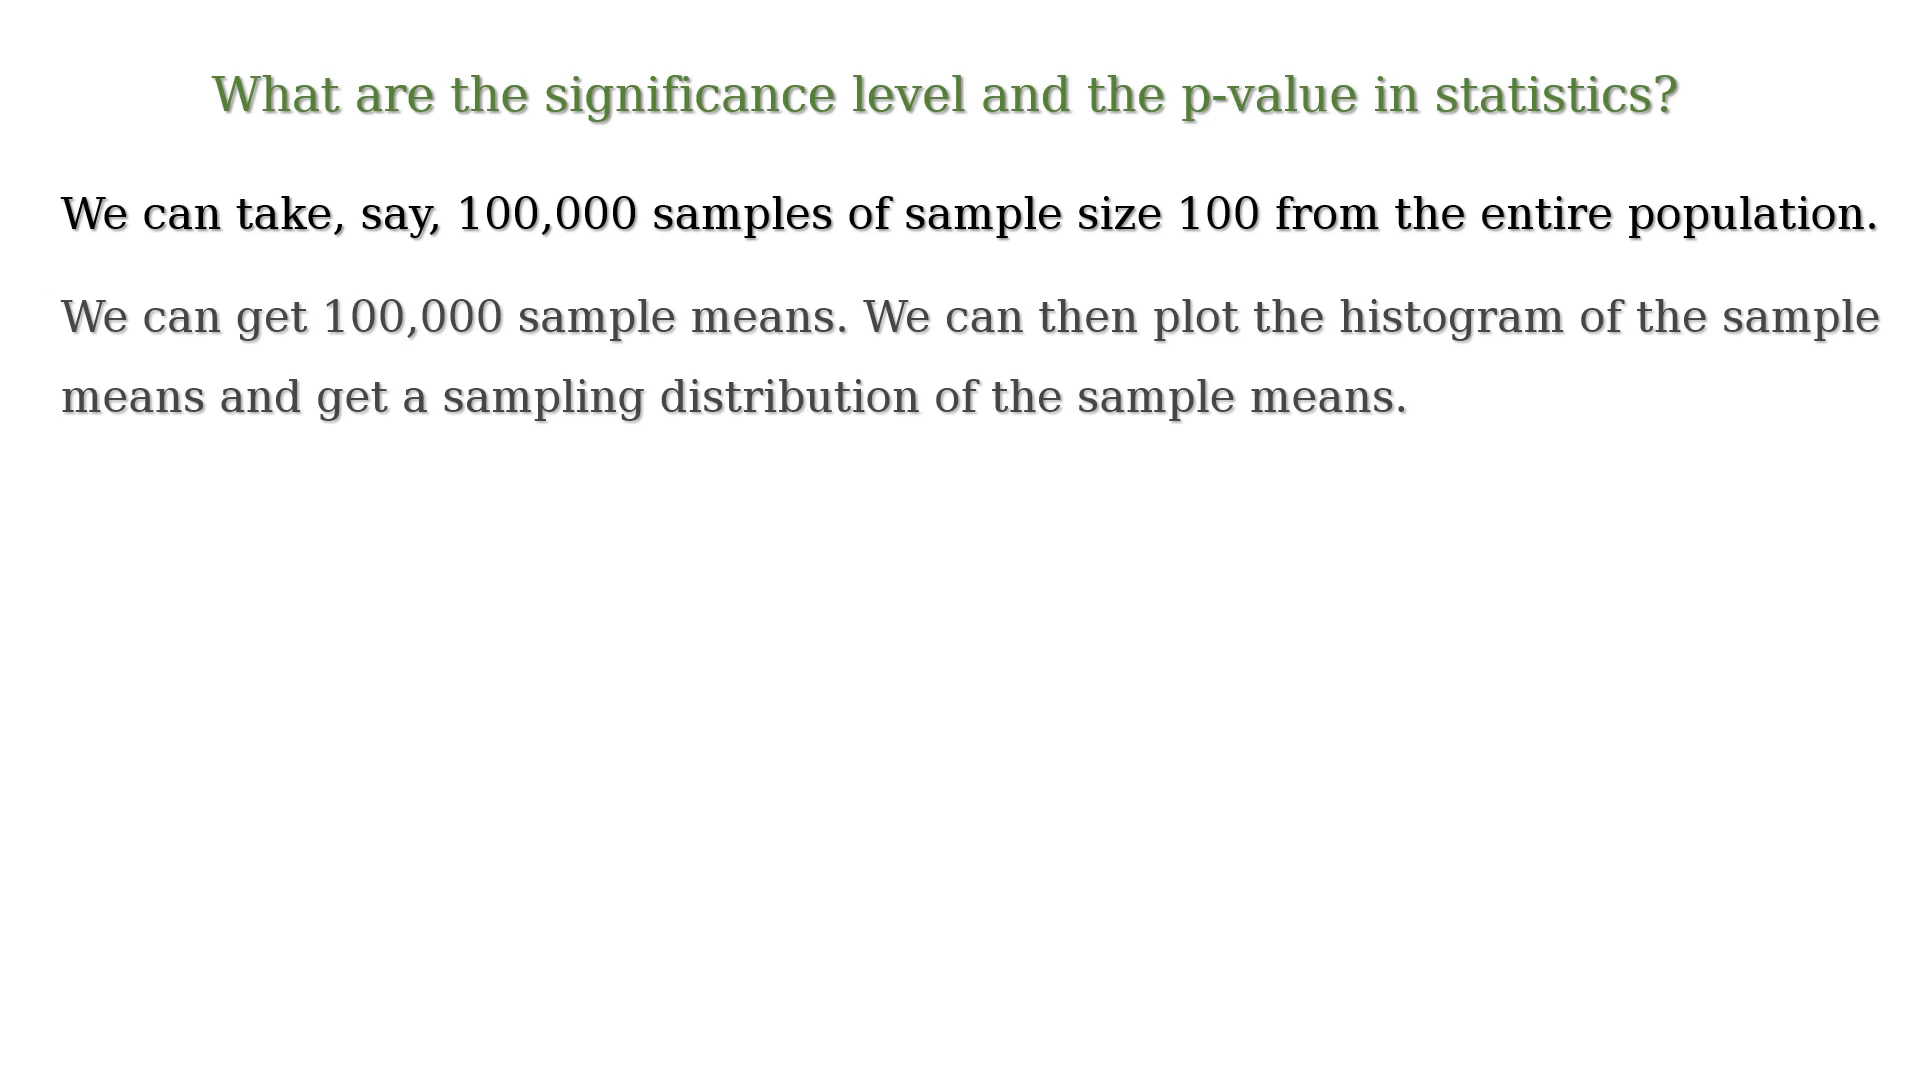 What are the significance level and the p-value in statistics?
We can take, say, 100,000 samples of sample size 100 from the entire population.
We can get 100,000 sample means. We can then plot the histogram of the sample
means and get a sampling distribution of the sample means.